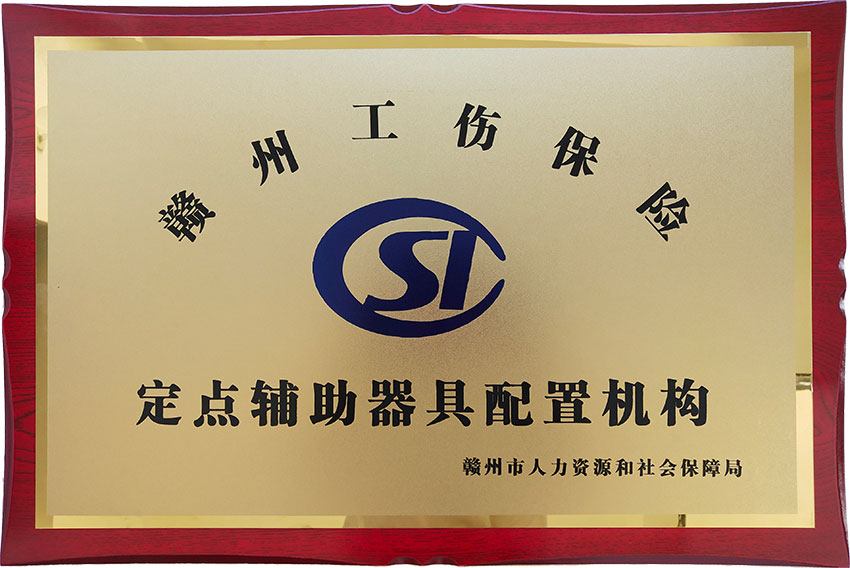 赣州工伤保险
CSI
定点辅助器具配置机构
赣州市人力资源和社会保障局